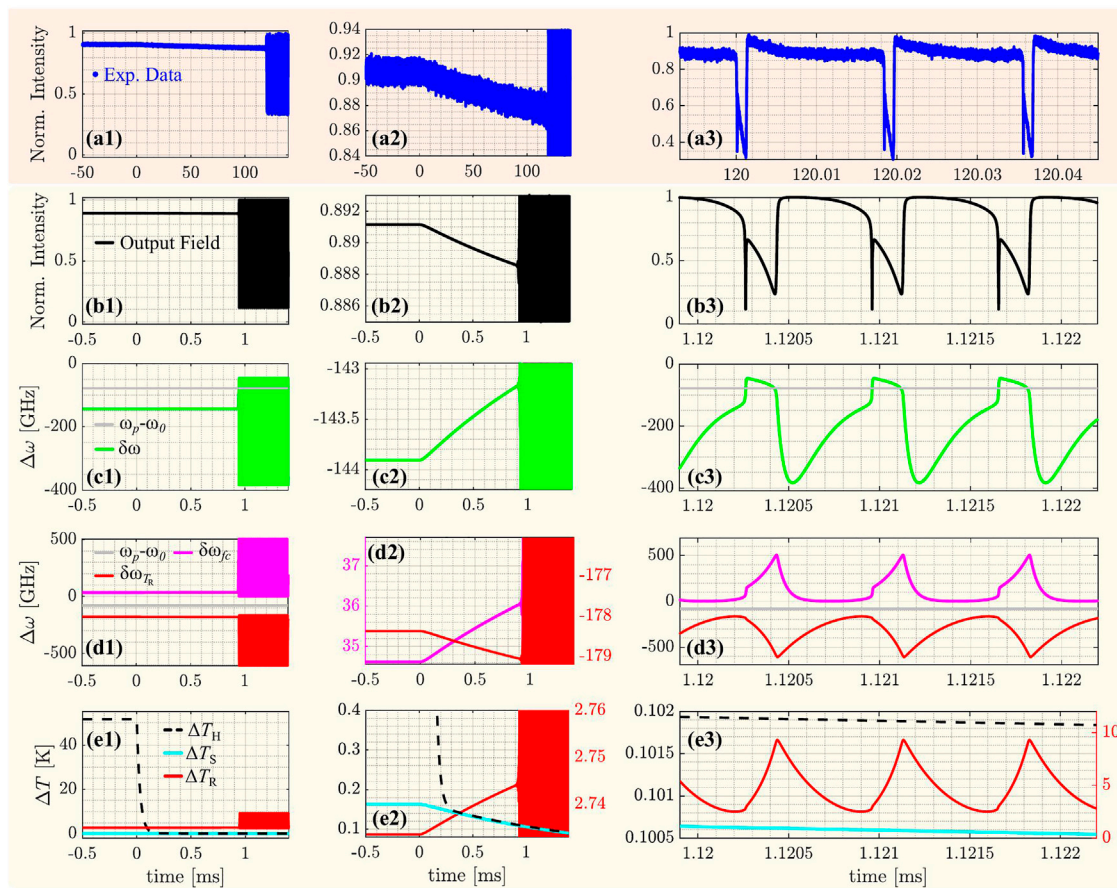 1
0.5
0
Norm. Intensity
• Exp. Data
(a1)
-50 0 50 100
0.94
0.92
0.9
0.88
0.86
0.84
(a2)
-50 0 50 100
1
0.8
0.6
0.4
(a3)
120 120.01 120.02 120.03 120.04
1
0.5
0
Norm. Intensity
Output Field
(b1)
-0.5 0 0.5 1
0.892
0.89
0.888
0.886
(b2)
-0.5 0 0.5 1
1
0.5
0
(b3)
1.12 1.1205 1.121 1.1215 1.122
0
-200
-400
Δω [GHz]
ωp-ω0
δω
(c1)
-0.5 0 0.5 1
-143
-143.5
-144
(c2)
-0.5 0 0.5 1
0
-200
-400
(c3)
1.12 1.1205 1.121 1.1215 1.122
500
0
-500
Δω [GHz]
ωp-ω0 δωfc
δωTR
(d1)
-0.5 0 0.5 1
37
36
35
(d2)
-177
-178
-179
-0.5 0 0.5 1
500
0
-500
(d3)
1.12 1.1205 1.121 1.1215 1.122
40
20
0
ΔT [K]
(e1)
ΔTH
ΔTS
ΔTR
-0.5 0 0.5 1
time [ms]
0.4
0.3
0.2
0.1
(e2)
2.76
2.75
2.74
-0.5 0 0.5 1
time [ms]
0.102
0.1015
0.101
0.1005
(e3)
10
5
0
1.12 1.1205 1.121 1.1215 1.122
time [ms]